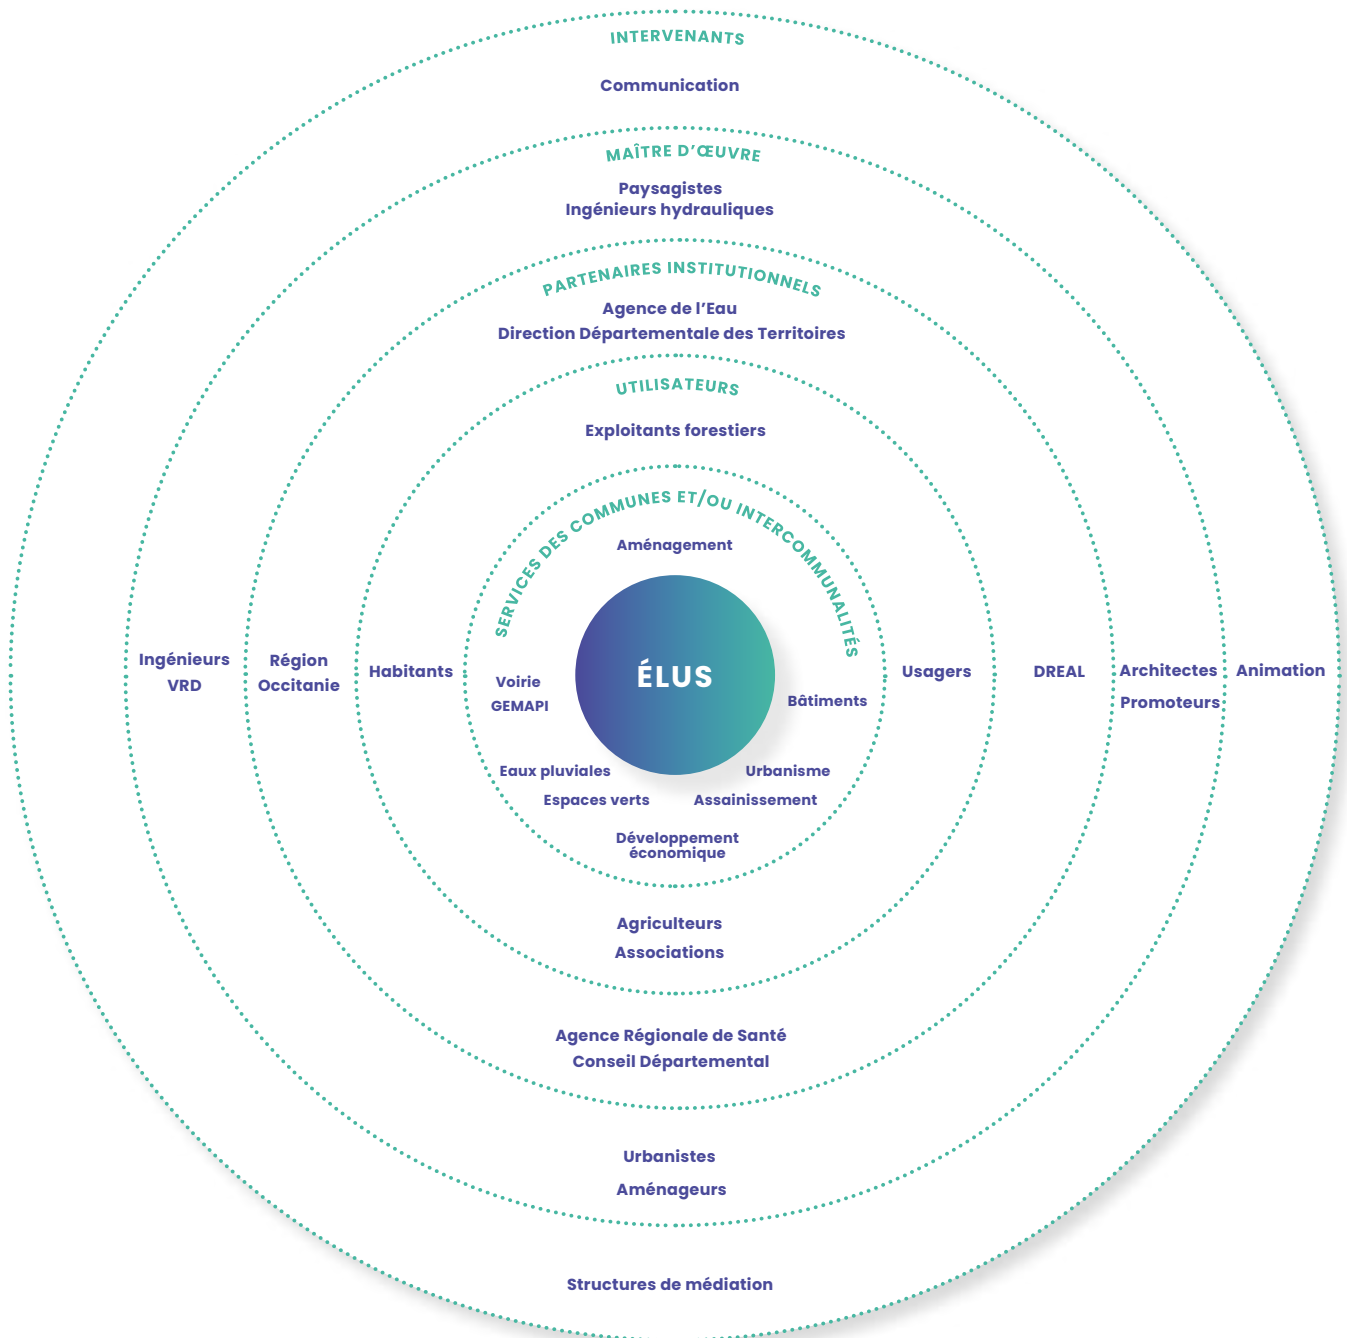 INTERVENANTS
Communication
MAÎTRE D’ŒUVRE
Paysagistes
Ingénieurs hydrauliques
PARTENAIRES INSTITUTIONNELS
Agence de l’Eau
Direction Départementale des Territoires
UTILISATEURS
Exploitants forestiers
SERVICES DES COMMUNES ET/OU INTERCOMMUNALITÉS
Aménagement
ÉLUS
Ingénieurs
VRD
Région
Occitanie
Habitants
Voirie
GEMAPI
Bâtiments
Usagers
DREAL
Architectes
Promoteurs
Animation
Eaux pluviales
Urbanisme
Espaces verts
Assainissement
Développement
économique
Agriculteurs
Associations
Agence Régionale de Santé
Conseil Départemental
Urbanistes
Aménageurs
Structures de médiation